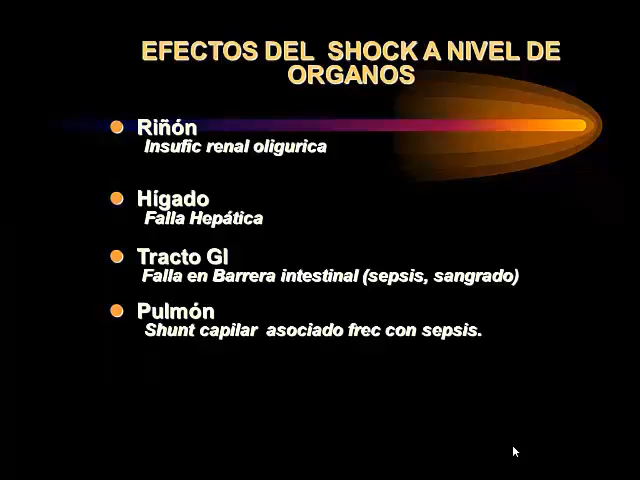 EFECTOS DEL SHOCK A NIVEL DE
ORGANOS
Riñón
Insufic renal oligurica
Hígado
Falla Hepática
Tracto GI
Falla en Barrera intestinal (sepsis, sangrado)
Pulmón
Shunt capilar asociado frec con sepsis.